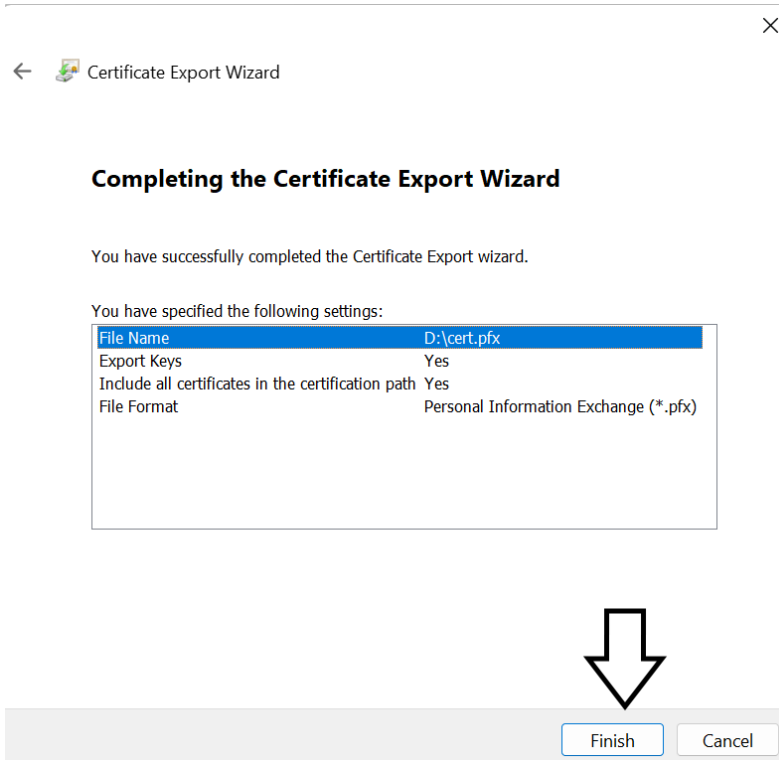 Certificate Export Wizard
Completing the Certificate Export Wizard
You have successfully completed the Certificate Export wizard.
You have specified the following settings:
File Name D:\cert.pfx
Export Keys Yes
Include all certificates in the certification path Yes
File Format Personal Information Exchange (*.pfx)
Finish Cancel